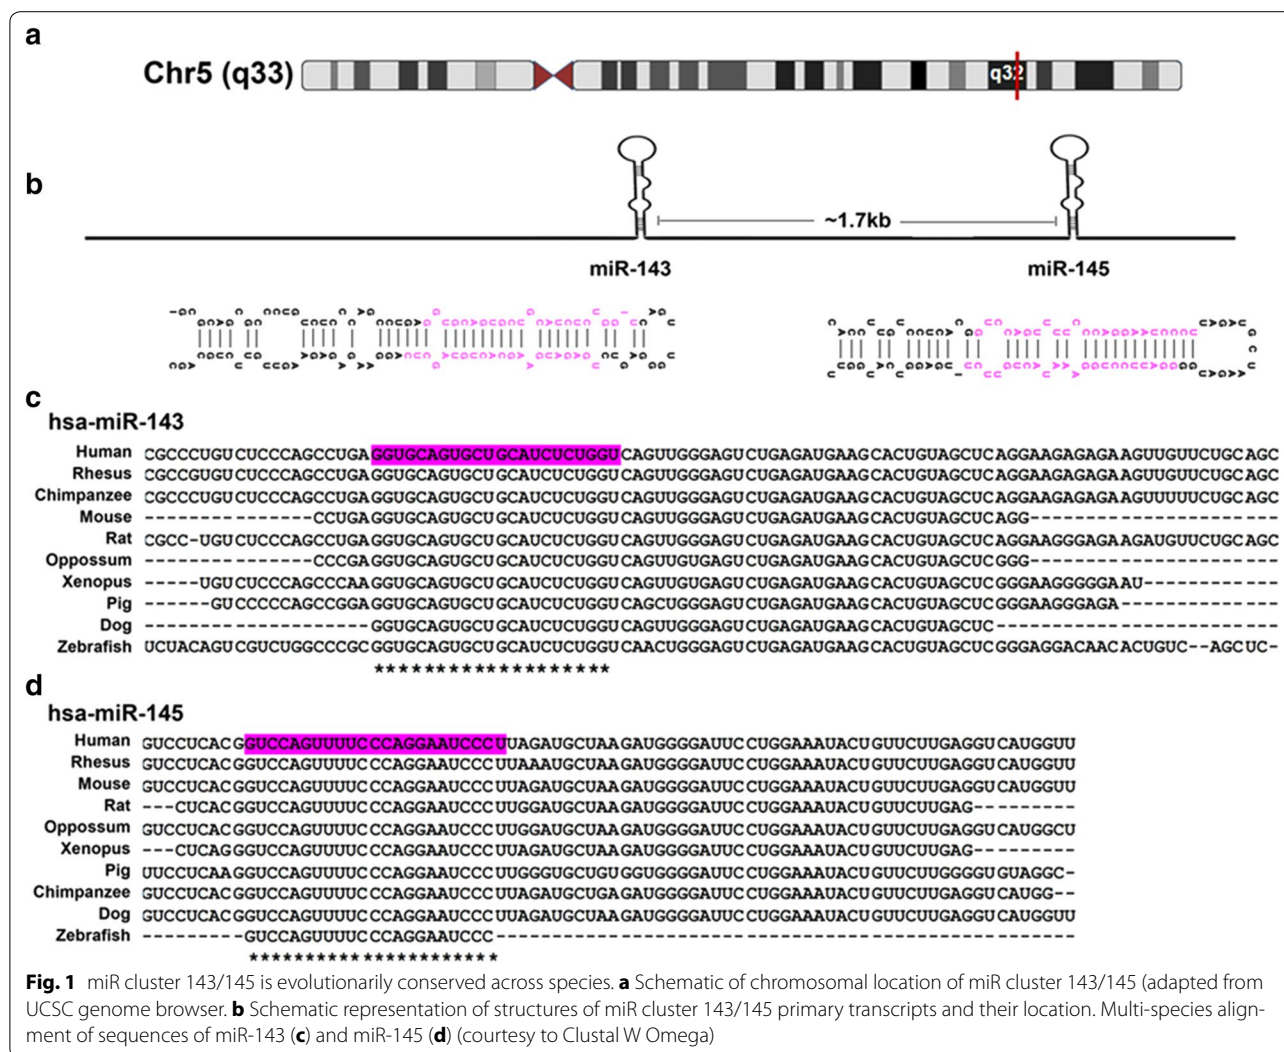 a
Chr5 (q33)
q32
b
~1.7kb
miR-143
miR-145
c
hsa-miR-143
Human CGCCCUGUCUCCCAGCCUGAGGUGCAGUGCUGCAUCUCUGGUCAGUUGGGAGUCUGAGAUGAAGCACUGUAGCUCAGGAAGAGAGAAGUUGUUCUGCAGC
Rhesus CGCCGUGUCUCCCAGCCUGAGGUGCAGUGCUGCAUCUCUGGUCAGUUGGGAGUCUGAGAUGAAGCACUGUAGCUCAGGAAGAGAGAAGUUGUUCUGCAGC
Chimpanzee CGCCCUGUCUCCCAGCCUGAGGUGCAGUGCUGCAUCUCUGGUCAGUUGGGAGUCUGAGAUGAAGCACUGUAGCUCAGGAAGAGAGAAGUUUUUCUGCAGC
Mouse ---------------CCUGAGGUGCAGUGCUGCAUCUCUGGUCAGUUGGGAGUCUGAGAUGAAGCACUGUAGCUCAGG----------------------
Rat CGCC-UGUCUCCCAGCCUGAGGUGCAGUGCUGCAUCUCUGGUCAGUUGGGAGUCUGAGAUGAAGCACUGUAGCUCAGGAAGGGAGAAGAUGUUCUGCAGC
Oppossum ---------------CCCGAGGUGCAGUGCUGCAUCUCUGGUCAGUUGUGAGUCUGAGAUGAAGCACUGUAGCUCGGG----------------------
Xenopus -----UGUCUCCCAGCCCAAGGUGCAGUGCUGCAUCUCUGGUCAGUUGUGAGUCUGAGAUGAAGCACUGUAGCUCGGGAAGGGGGAAU------------
Pig ------GUCCCCCAGCCGGAGGUGCAGUGCUGCAUCUCUGGUCAGCUGGGAGUCUGAGAUGAAGCACUGUAGCUCGGGAAGGGAGA--------------
Dog --------------------GGUGCAGUGCUGCAUCUCUGGUCAGUUGGGAGUCUGAGAUGAAGCACUGUAGCUC-------------------------
Zebrafish UCUACAGUCGUCUGGCCCGCGGUGCAGUGCUGCAUCUCUGGUCAACUGGGAGUCUGAGAUGAAGCACUGUAGCUCGGGAGGACAACACUGUC--AGCUC-
*******************
d
hsa-miR-145
Human GUCCUCACGGUCCAGUUUUCCCAGGAAUCCCUUAGAUGCUAAGAUGGGGAUUCCUGGAAAUACUGUUCUUGAGGUCAUGGUU
Rhesus GUCCUCACGGUCCAGUUUUCCCAGGAAUCCCUUAAAUGCUAAGAUGGGGAUUCCUGGAAAUACUGUUCUUGAGGUCAUGGUU
Mouse GUCCUCACGGUCCAGUUUUCCCAGGAAUCCCUUAGAUGCUAAGAUGGGGAUUCCUGGAAAUACUGUUCUUGAGGUCAUGGUU
Rat ---CUCACGGUCCAGUUUUCCCAGGAAUCCCUUGGAUGCUAAGAUGGGGAUUCCUGGAAAUACUGUUCUUGAG---------
Oppossum GUCCUCACGGUCCAGUUUUCCCAGGAAUCCCUUGGAUGCUAAGAUGGGGAUUCCUGGAAAUACUGUUCUUGAGGUCAUGGCU
Xenopus ---CUCAGGGUCCAGUUUUCCCAGGAAUCCCUUAGAUGCUAAGAUGGGGAUUCCUGGAAAUACUGUUCUUGAG---------
Pig UUCCUCAAGGUCCAGUUUUCCCAGGAAUCCCUUGGGUGCUGUGGUGGGGAUUCCUGGAAAUACUGUUCUUGGGGUGUAGGC-
Chimpanzee GUCCUCACGGUCCAGUUUUCCCAGGAAUCCCUUAGAUGCUGAGAUGGGGAUUCCUGGAAAUACUGUUCUUGAGGUCAUGG--
Dog GUCCUCACGGUCCAGUUUUCCCAGGAAUCCCUUAGAUGCUAAGAUGGGGAUUCCUGGAAAUACUGUUCUUGAGGUCAUGGUU
Zebrafish ---------GUCCAGUUUUCCCAGGAAUCCC---------------------------------------------------
**********************
Fig. 1 miR cluster 143/145 is evolutionarily conserved across species. a Schematic of chromosomal location of miR cluster 143/145 (adapted from
UCSC genome browser. b Schematic representation of structures of miR cluster 143/145 primary transcripts and their location. Multi-species align-
ment of sequences of miR-143 (c) and miR-145 (d) (courtesy to Clustal W Omega)